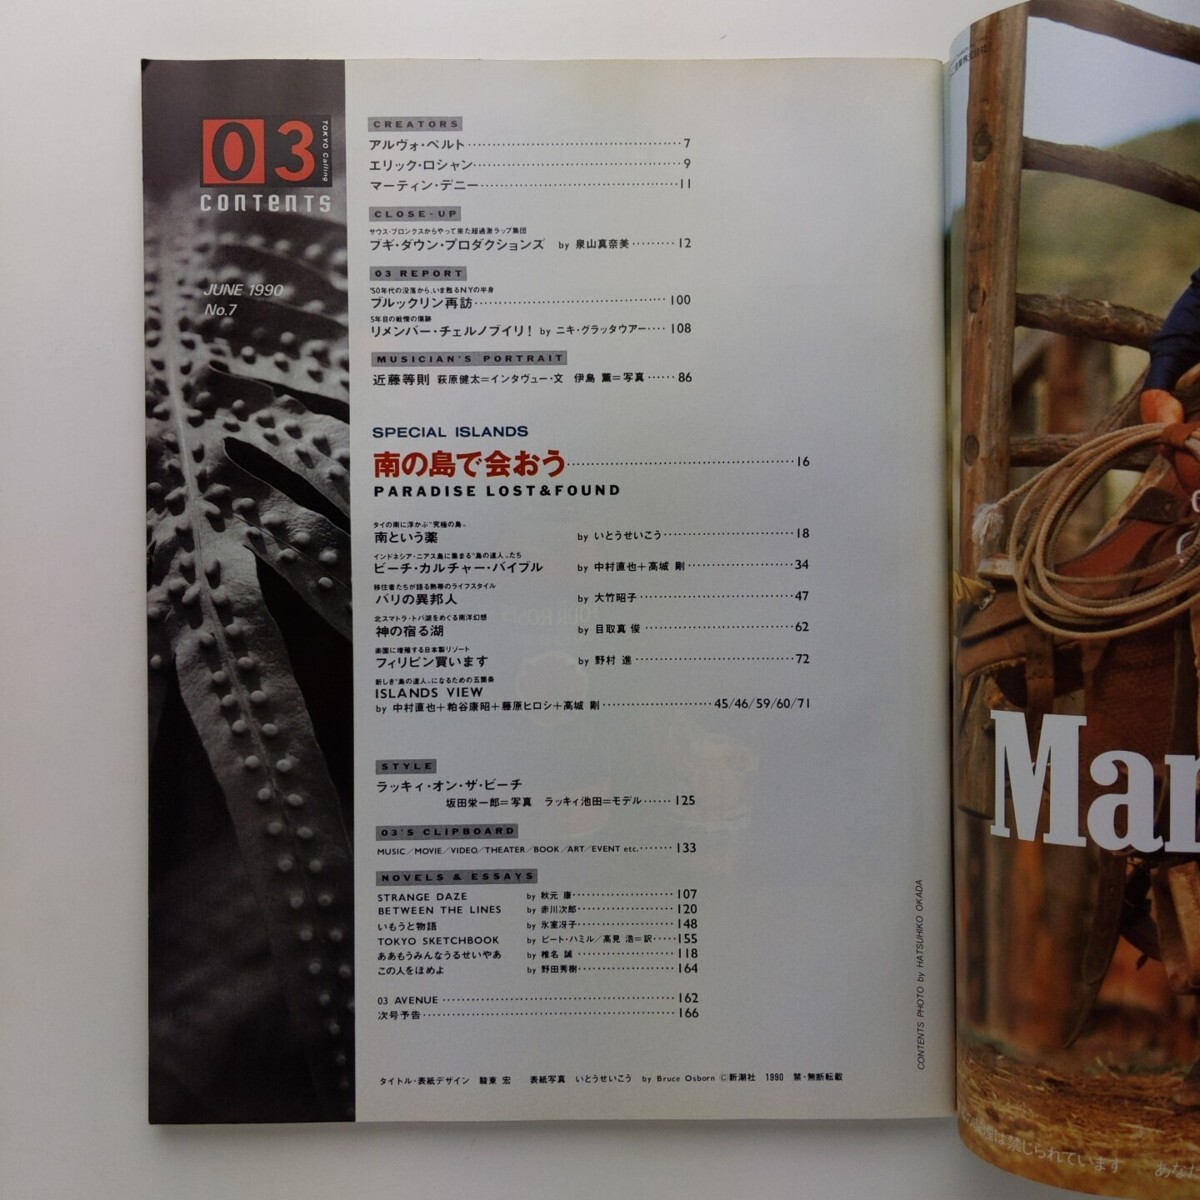 03
TOKYO Calling
CONTENTS
JUNE 1990
No.7
CREATORS
アルヴォ・ペルト 7
エリック・ロシャン 9
マーティン・デニー 11
CLOSE-UP
サウス・ブロンクスからやって来た超過激ラップ集団
ブギ・ダウン・プロダクションズ by 泉山真奈美 12
03 REPORT
'50年代の没落から、いま甦るNYの半身
ブルックリン再訪 100
5年目の戦慄の傷跡
リメンバー・チェルノブイリ! by ニキ・グラッタウアー 108
MUSICIAN'S PORTRAIT
近藤等則 萩原健太=インタヴュー・文 伊島 薫=写真 86
SPECIAL ISLANDS
南の島で会おう 16
PARADISE LOST&FOUND
タイの南に浮かぶ“究極の島”
南という薬 by いとうせいこう 18
インドネシア・ニアス島に集まる“島の達人”たち
ビーチ・カルチャー・バイブル by 中村直也+高城 剛 34
移住者たちが語る熱帯のライフスタイル
バリの異邦人 by 大竹昭子 47
北スマトラ・トバ湖をめぐる南洋幻想
神の宿る湖 by 目取真 俊 62
楽園に増殖する日本製リゾート
フィリピン買います by 野村 進 72
新しき“島の達人”になるための五箇条
ISLANDS VIEW
by 中村直也+粕谷康昭+藤原ヒロシ+高城 剛 45/46/59/60/71
STYLE
ラッキィ・オン・ザ・ビーチ
坂田栄一郎=写真 ラッキィ池田=モデル 125
03'S CLIPBOARD
MUSIC/MOVIE/VIDEO/THEATER/BOOK/ART/EVENT etc. 133
NOVELS & ESSAYS
STRANGE DAZE by 秋元 康 107
BETWEEN THE LINES by 赤川次郎 120
いもうと物語 by 氷室冴子 148
TOKYO SKETCHBOOK by ピート・ハミル/高見 浩=訳 155
ああもうみんなうるせいやあ by 椎名 誠 118
この人をほめよ by 野田秀樹 164
03 AVENUE 162
次号予告 166
タイトル・表紙デザイン 駿東 宏 表紙写真 いとうせいこう by Bruce Osborn ©新潮社 1990 禁・無断転載
CONTENTS PHOTO by HATSUHIKO OKADA
Mar
は禁じられています あなた